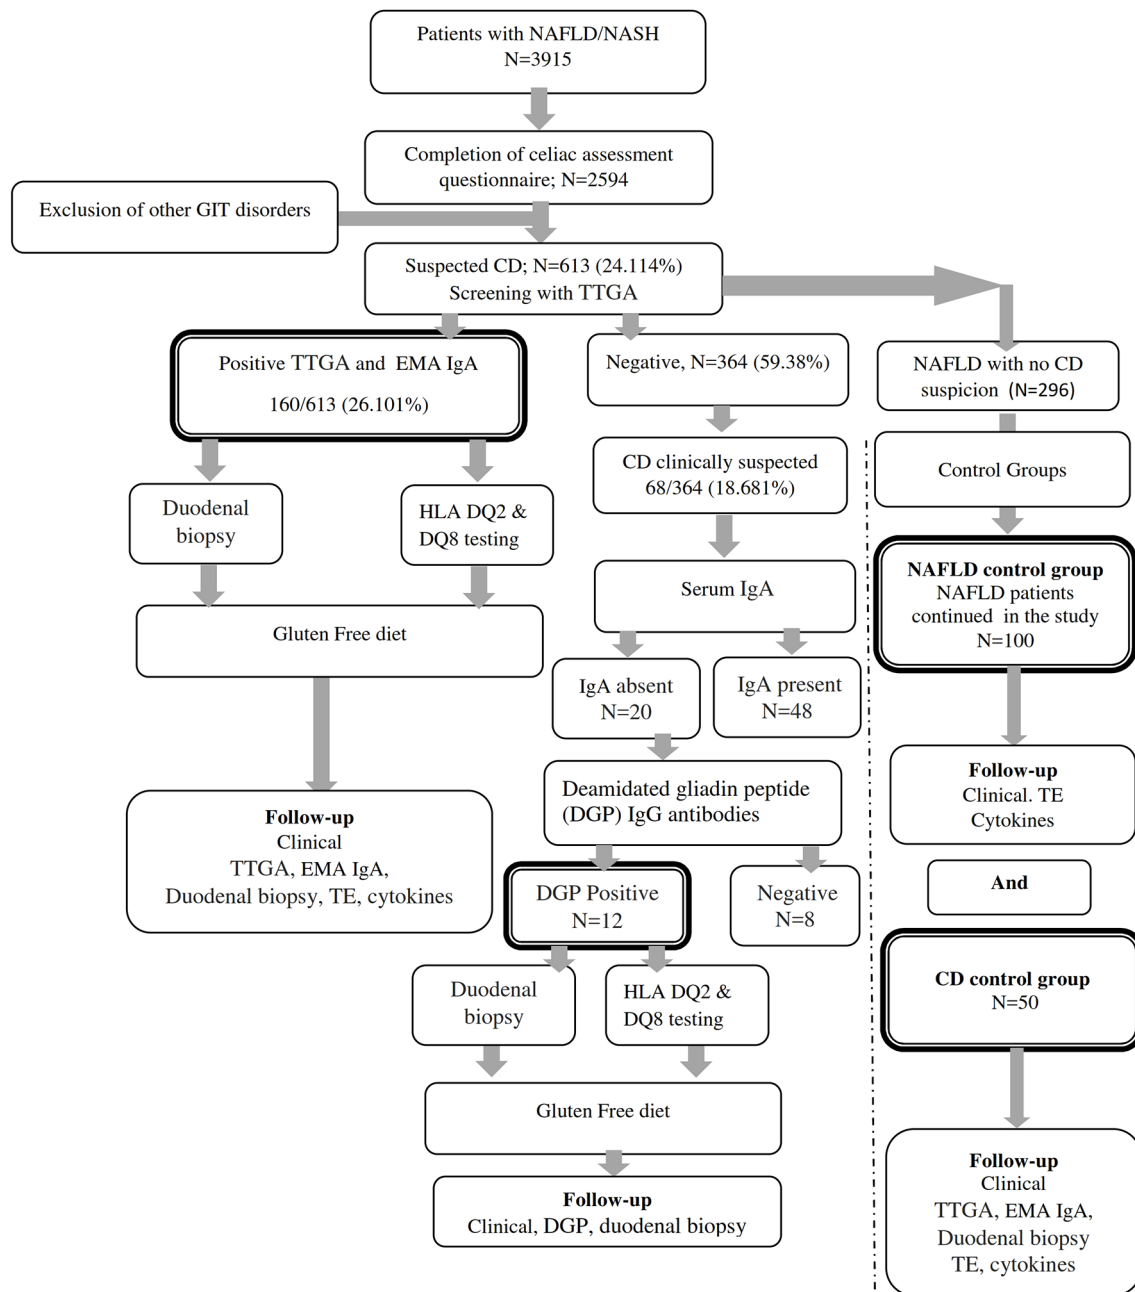 Patients with NAFLD/NASH
N=3915
Completion of celiac assessment
questionnaire; N=2594
Exclusion of other GIT disorders
Suspected CD; N=613 (24.114%)
Screening with TTGA
Positive TTGA and EMA IgA
160/613 (26.101%)
Negative, N=364 (59.38%)
NAFLD with no CD
suspicion (N=296)
CD clinically suspected
68/364 (18.681%)
Control Groups
Duodenal
biopsy
HLA DQ2 &
DQ8 testing
Serum IgA
NAFLD control group
NAFLD patients
continued in the study
N=100
Gluten Free diet
IgA absent
N=20
IgA present
N=48
Deamidated gliadin peptide
(DGP) IgG antibodies
Follow-up
Clinical. TE
Cytokines
Follow-up
Clinical
TTGA, EMA IgA,
Duodenal biopsy, TE, cytokines
DGP Positive
N=12
Negative
N=8
And
Duodenal
biopsy
HLA DQ2 &
DQ8 testing
CD control group
N=50
Gluten Free diet
Follow-up
Clinical, DGP, duodenal biopsy
Follow-up
Clinical
TTGA, EMA IgA,
Duodenal biopsy
TE, cytokines